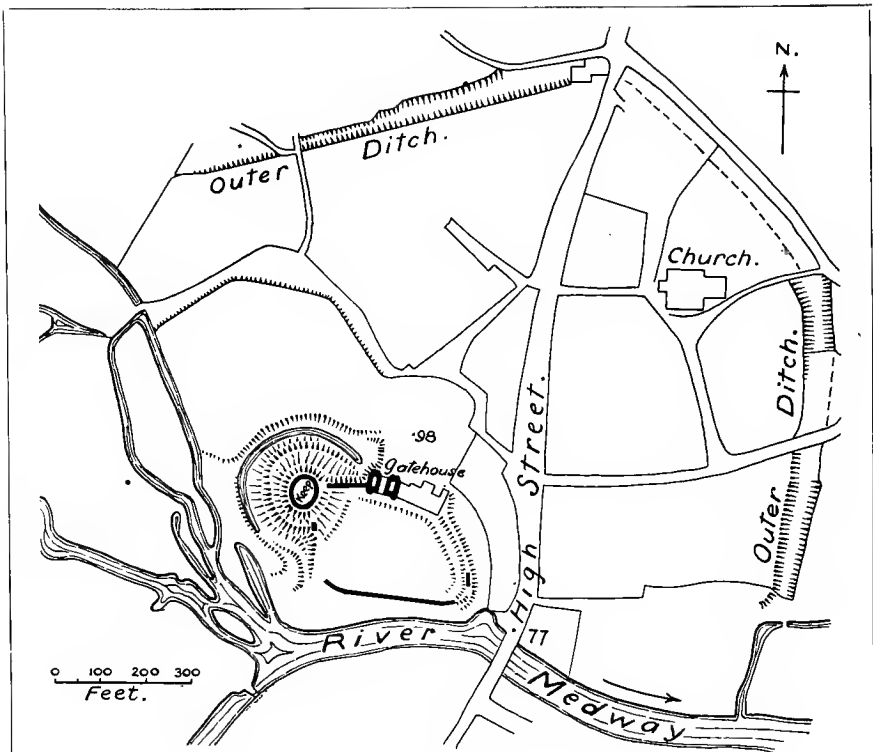 N.
Outer Ditch.
Church.
Ditch.
Outer
High Street.
·98
gatehouse
River Medway
·77
0 100 200 300
Feet.